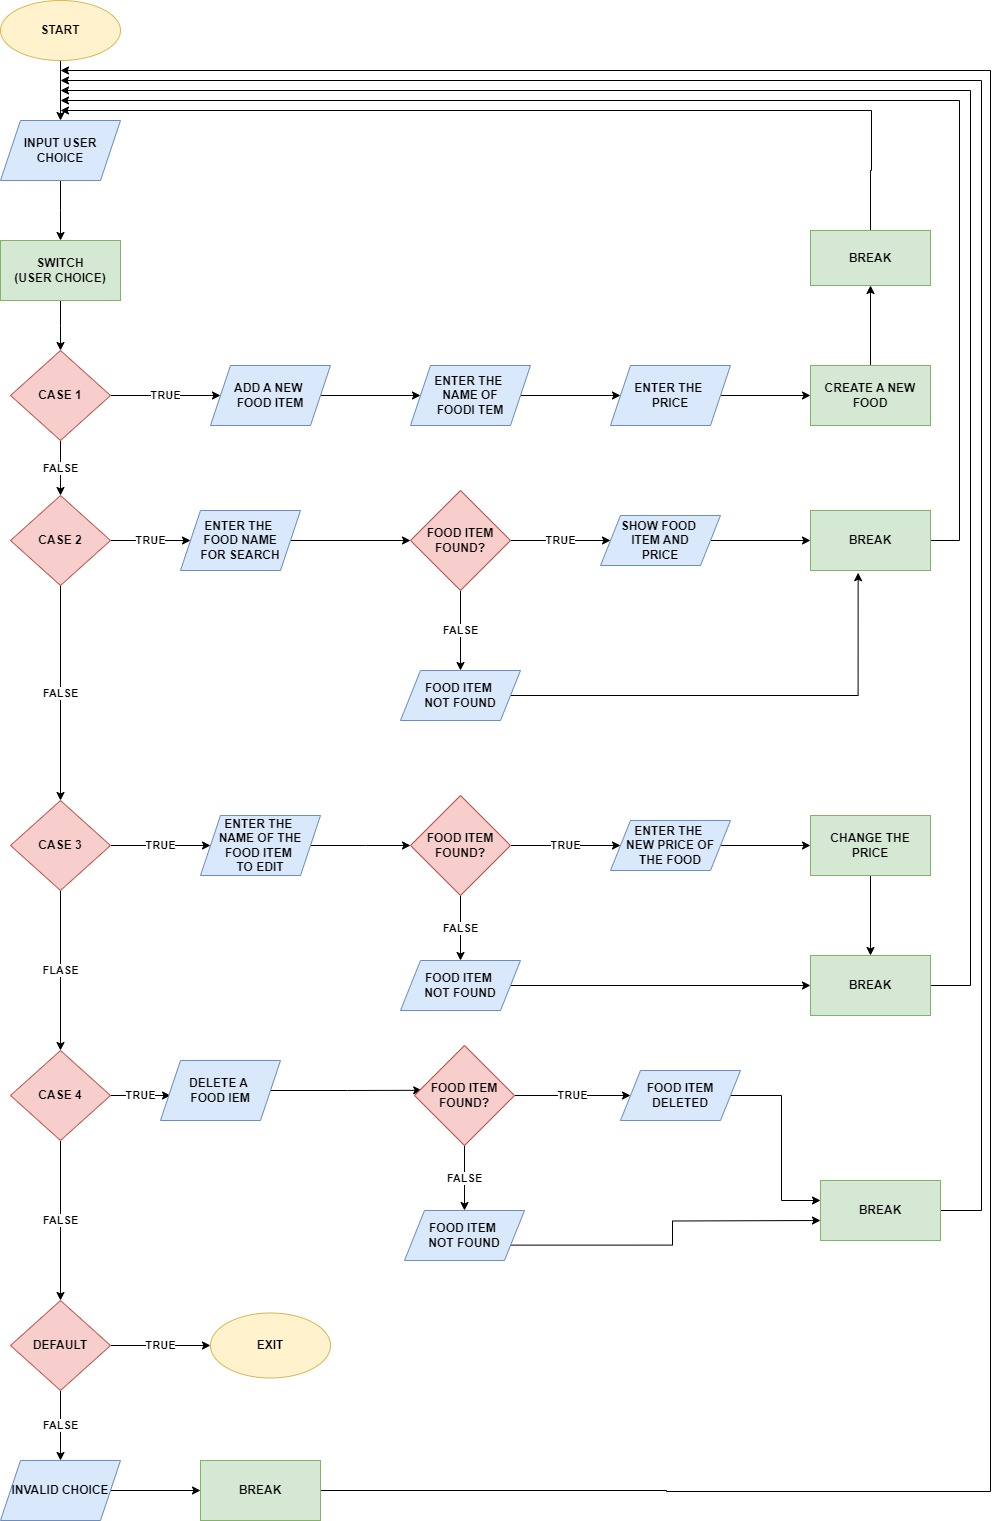 START
INPUT USER
CHOICE
SWITCH
(USER CHOICE)
BREAK
CASE 1
TRUE
ADD A NEW
FOOD ITEM
ENTER THE
NAME OF
FOODI TEM
ENTER THE
PRICE
CREATE A NEW
FOOD
FALSE
CASE 2
TRUE
ENTER THE
FOOD NAME
FOR SEARCH
FOOD ITEM
FOUND?
TRUE
SHOW FOOD
ITEM AND
PRICE
BREAK
FALSE
FOOD ITEM
NOT FOUND
FALSE
CASE 3
TRUE
ENTER THE
NAME OF THE
FOOD ITEM
TO EDIT
FOOD ITEM
FOUND?
TRUE
ENTER THE
NEW PRICE OF
THE FOOD
CHANGE THE
PRICE
FALSE
FOOD ITEM
NOT FOUND
BREAK
FLASE
CASE 4
TRUE
DELETE A
FOOD IEM
FOOD ITEM
FOUND?
TRUE
FOOD ITEM
DELETED
FALSE
FOOD ITEM
NOT FOUND
BREAK
FALSE
DEFAULT
TRUE
EXIT
FALSE
INVALID CHOICE
BREAK